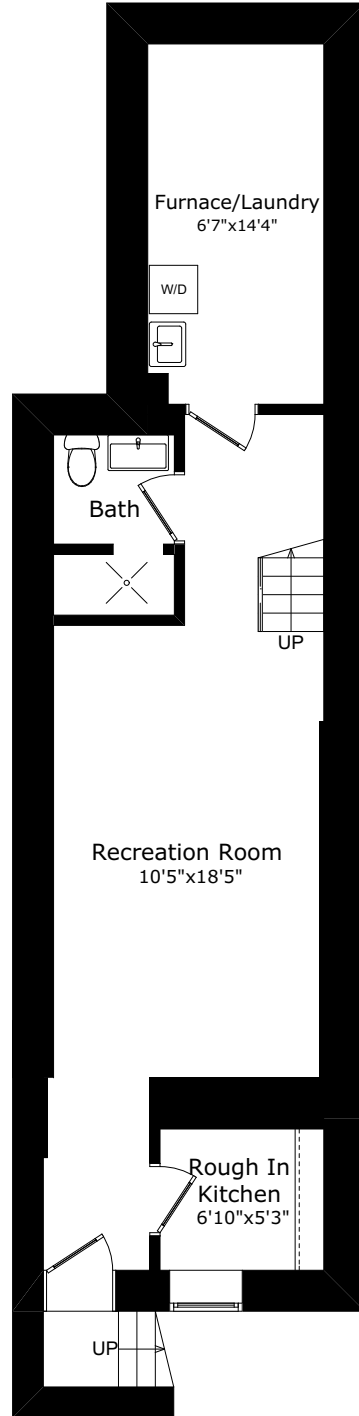 Furnace/Laundry
6'7"x14'4"
W/D
Bath
UP
Recreation Room
10'5"x18'5"
Rough In
Kitchen
6'10"x5'3"
UP